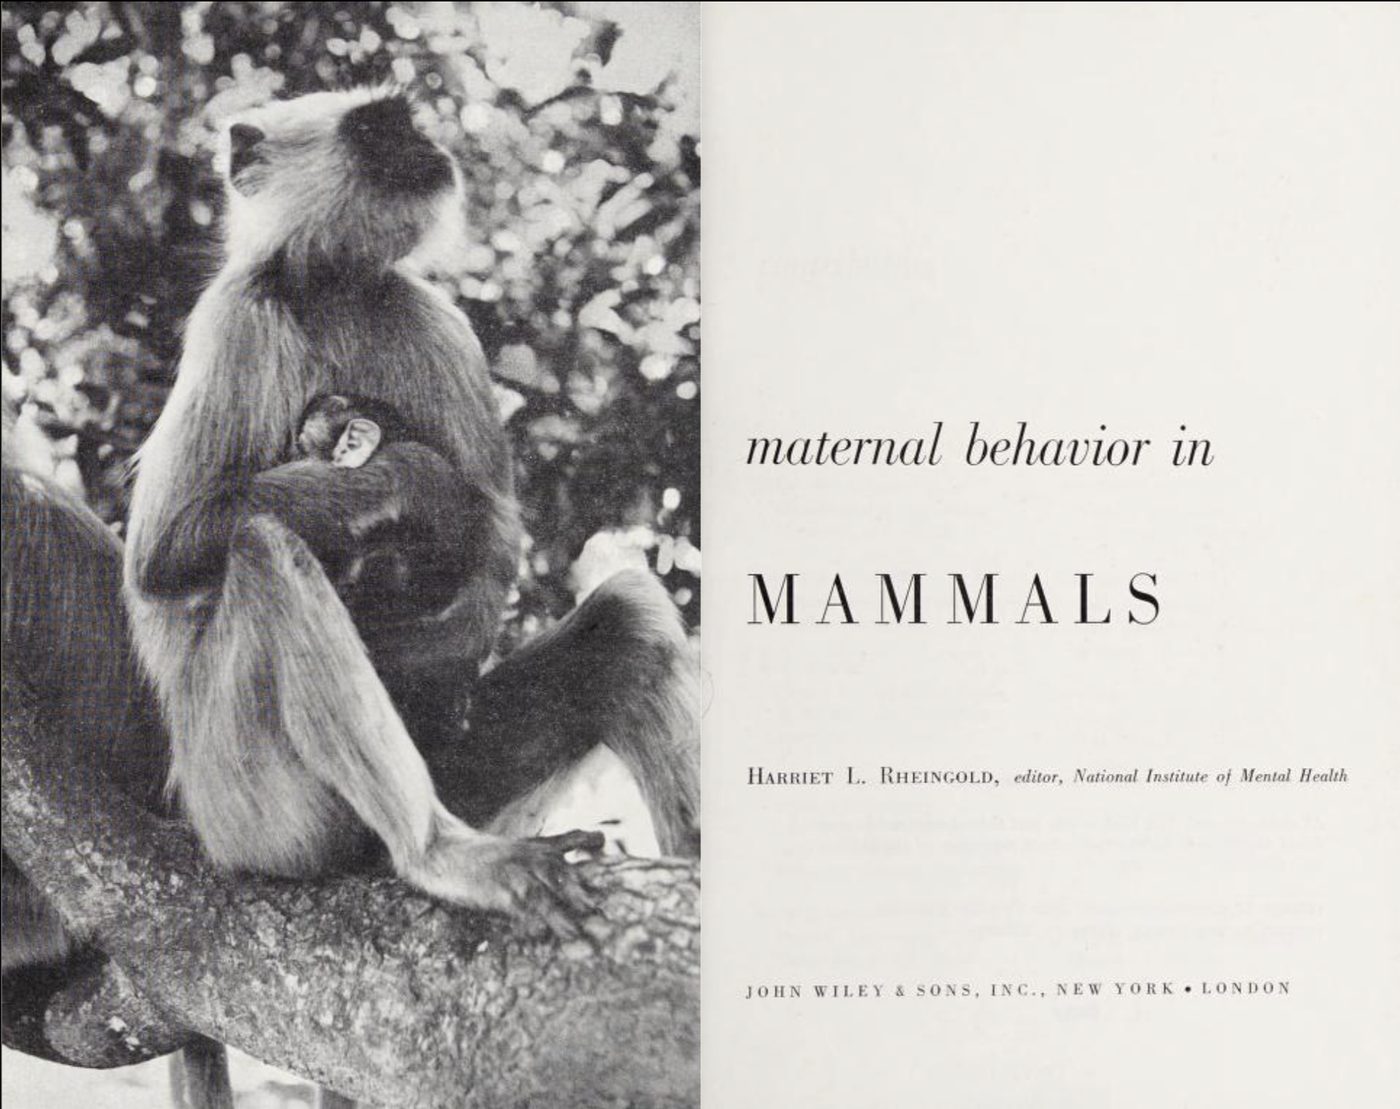 maternal behavior in
MAMMALS
HARRIET L. RHEINGOLD, editor, National Institute of Mental Health
JOHN WILEY & SONS, INC., NEW YORK • LONDON